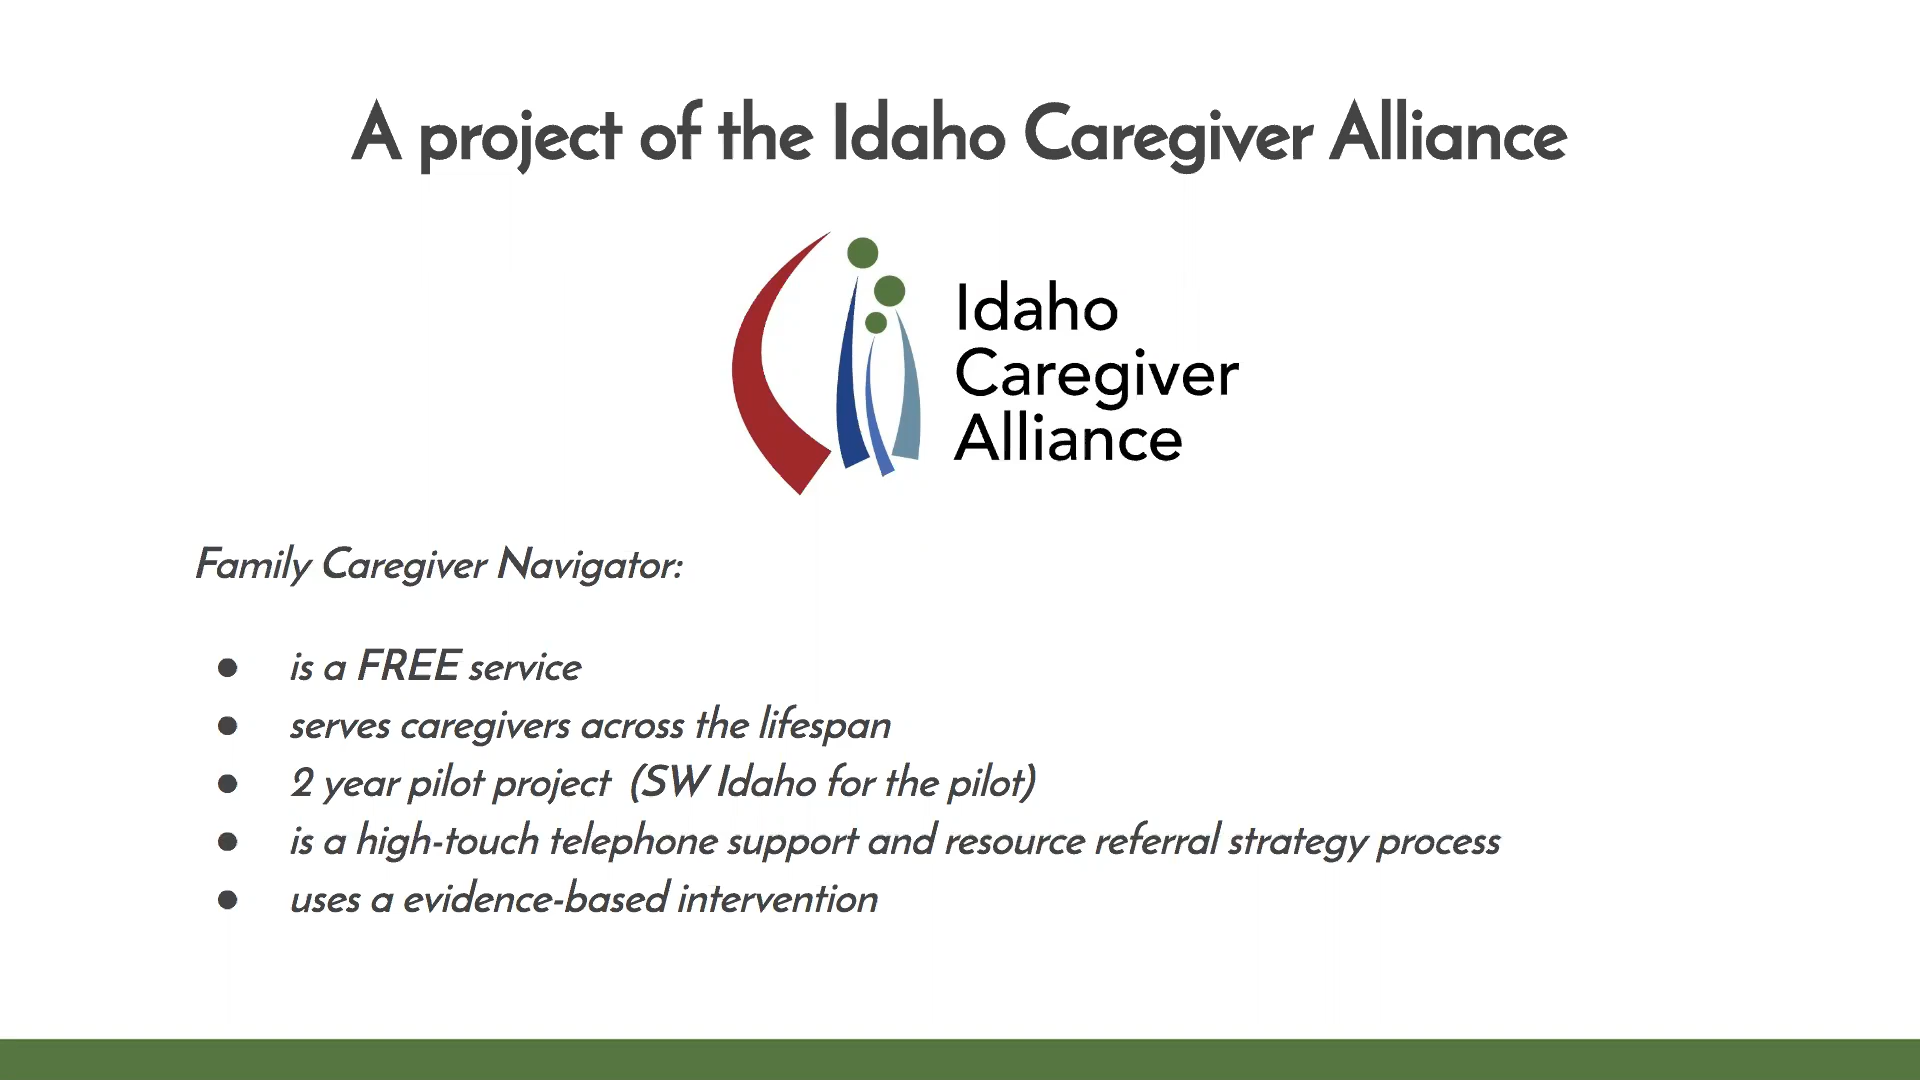 A project of the Idaho Caregiver Alliance
Idaho
Caregiver
Alliance
Family Caregiver Navigator:
● is a FREE service
● serves caregivers across the lifespan
● 2 year pilot project (SW Idaho for the pilot)
● is a high-touch telephone support and resource referral strategy process
● uses a evidence-based intervention